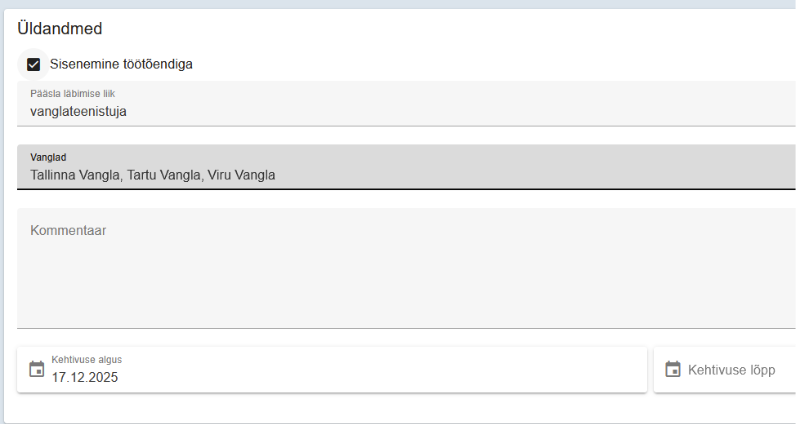 Üldandmed
Sisenemine töötõendiga
Pääsla läbimise liik
vanglateenistuja
Vanglad
Tallinna Vangla, Tartu Vangla, Viru Vangla
Kommentaar
Kehtivuse algus
17.12.2025
Kehtivuse lõpp